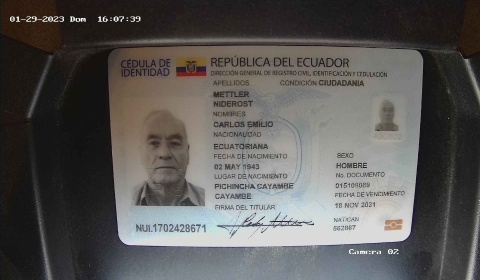 01-29-2023 Dom 16:07:39
CÉDULA DE IDENTIDAD
REPÚBLICA DEL ECUADOR
DIRECCIÓN GENERAL DE REGISTRO CIVIL, IDENTIFICACIÓN Y CEDULACIÓN
APELLIDOS
CONDICIÓN CIUDADANÍA
METTLER
NIDEROST
NOMBRES
CARLOS EMILIO
NACIONALIDAD
ECUATORIANA
FECHA DE NACIMIENTO
02 MAY 1943
LUGAR DE NACIMIENTO
PICHINCHA CAYAMBE
CAYAMBE
FIRMA DEL TITULAR
SEXO
HOMBRE
No. DOCUMENTO
FECHA DE VENCIMIENTO
18 NOV 2021
NAT/CAN
NUI.1702428671
Camera 02